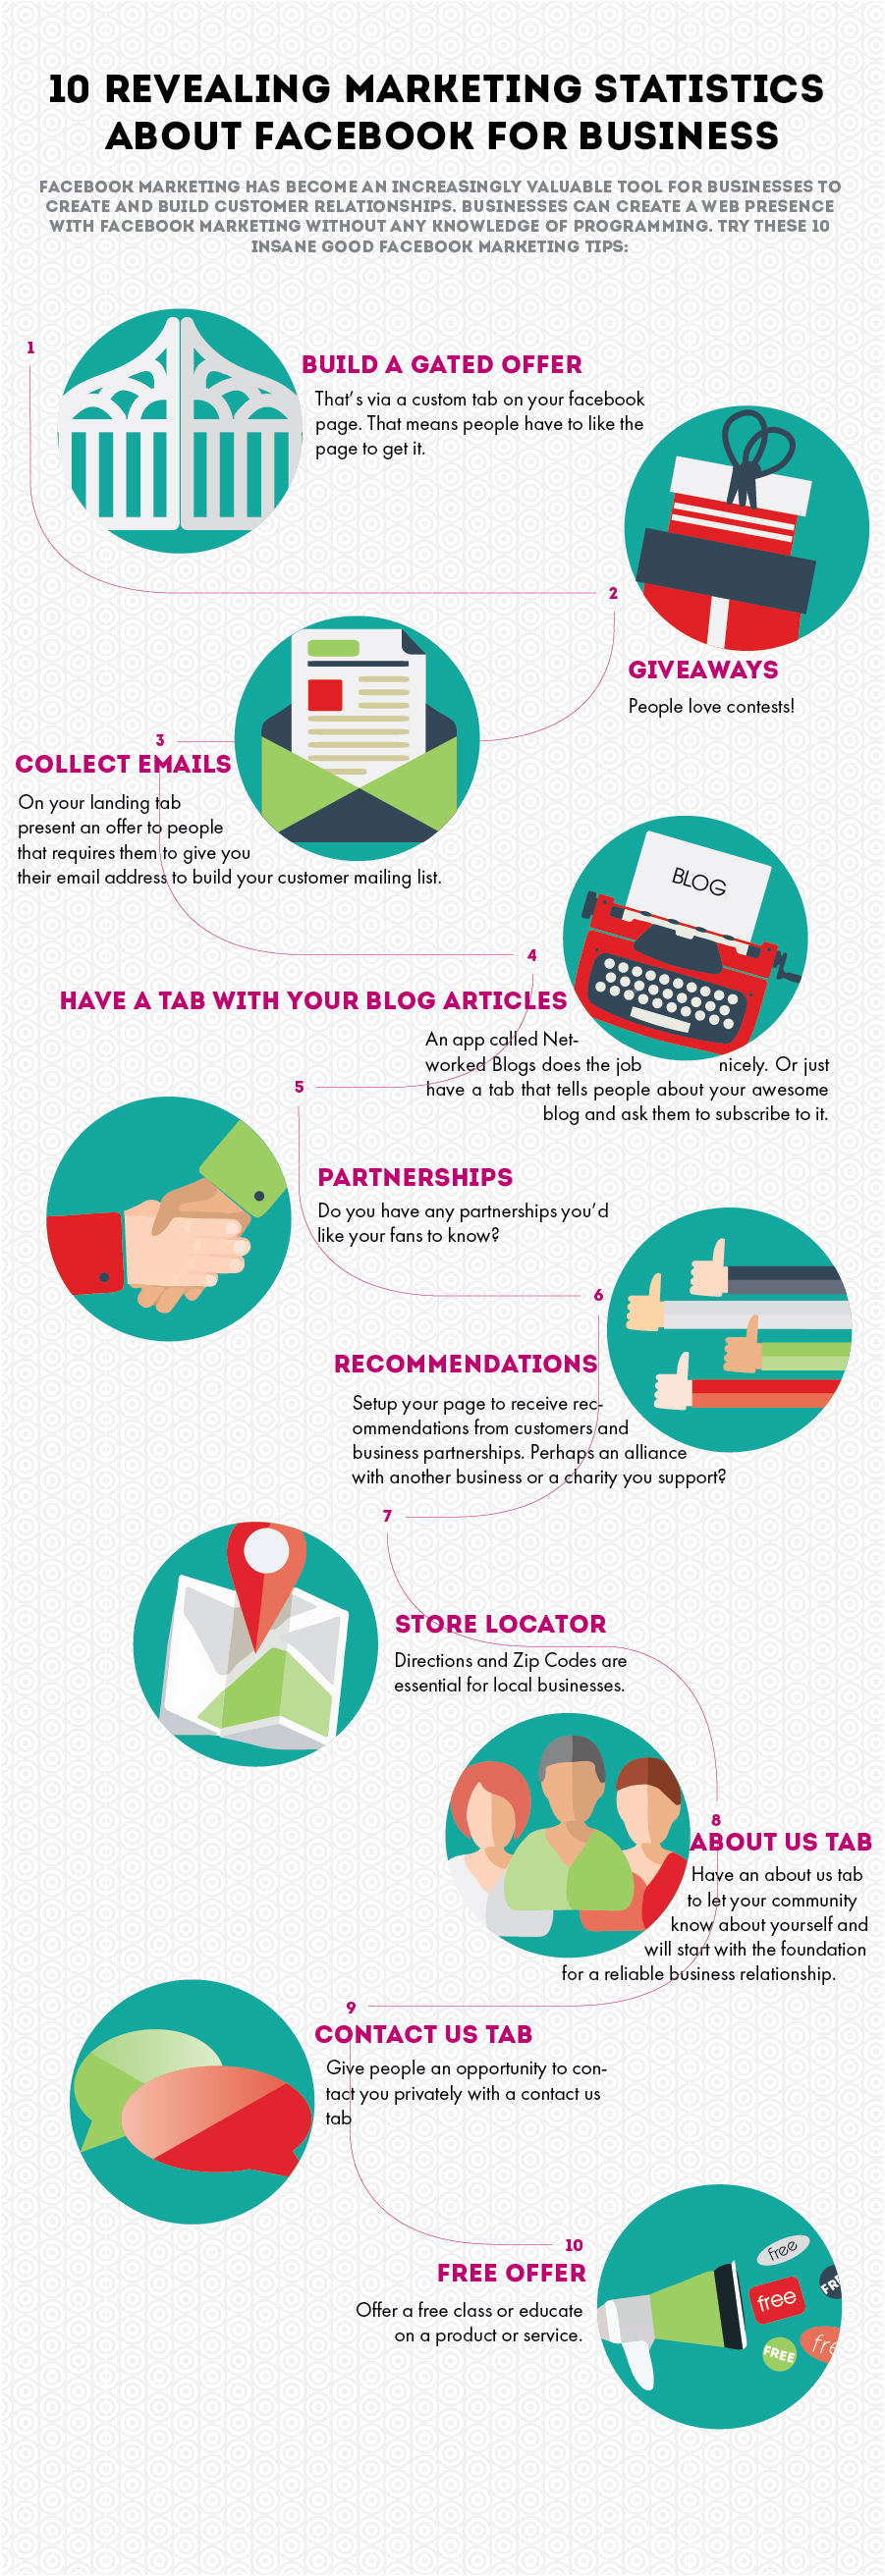 10 REVEALING MARKETING STATISTICS
ABOUT FACEBOOK FOR BUSINESS
FACEBOOK MARKETING HAS BECOME AN INCREASINGLY VALUABLE TOOL FOR BUSINESSES TO
CREATE AND BUILD CUSTOMER RELATIONSHIPS. BUSINESSES CAN CREATE A WEB PRESENCE
WITH FACEBOOK MARKETING WITHOUT ANY KNOWLEDGE OF PROGRAMMING. TRY THESE 10
INSANE GOOD FACEBOOK MARKETING TIPS:
1
BUILD A GATED OFFER
That's via a custom tab on your facebook
page. That means people have to like the
page to get it.
2
GIVEAWAYS
People love contests!
3
COLLECT EMAILS
On your landing tab
present an offer to people
that requires them to give you
their email address to build your customer mailing list.
BLOG
4
HAVE A TAB WITH YOUR BLOG ARTICLES
An app called Net-
worked Blogs does the job nicely. Or just
have a tab that tells people about your awesome
blog and ask them to subscribe to it.
5
PARTNERSHIPS
Do you have any partnerships you'd
like your fans to know?
6
RECOMMENDATIONS
Setup your page to receive rec-
ommendations from customers and
business partnerships. Perhaps an alliance
with another business or a charity you support?
7
STORE LOCATOR
Directions and Zip Codes are
essential for local businesses.
8
ABOUT US TAB
Have an about us tab
to let your community
know about yourself and
will start with the foundation
for a reliable business relationship.
9
CONTACT US TAB
Give people an opportunity to con-
tact you privately with a contact us
tab
10
FREE OFFER
Offer a free class or educate
on a product or service.
free
FRE
free
fre
FREE